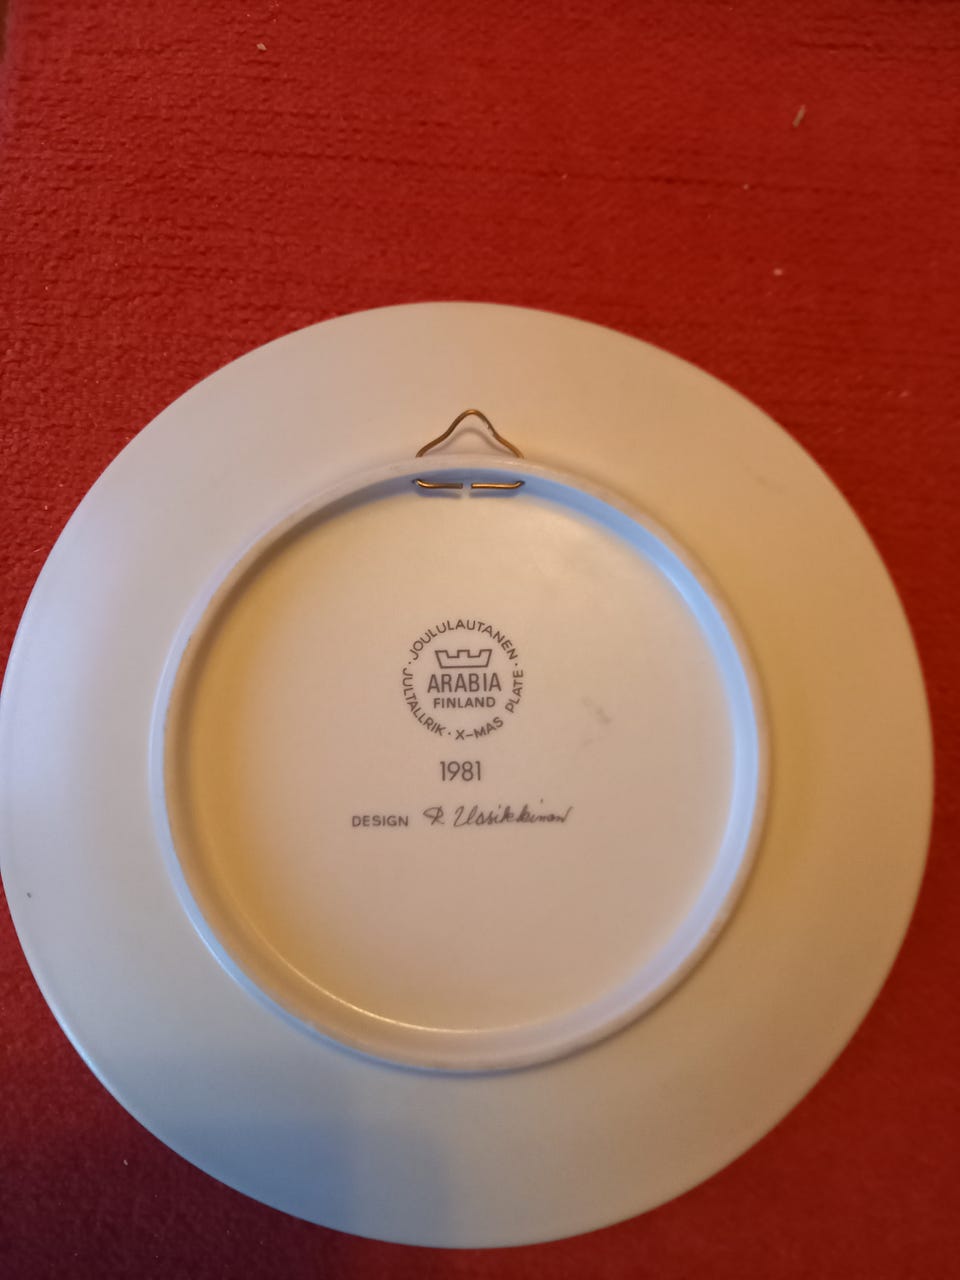 JOULULAUTANEN · X-MAS PLATE · JULTALLRIK ·
ARABIA
FINLAND
1981
DESIGN R. Uosikkinen